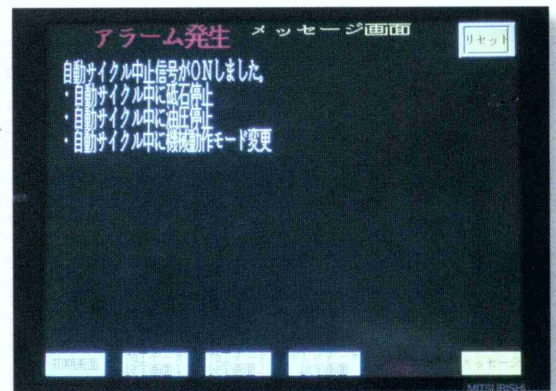 アラーム発生 メッセージ画面 リセット
自動サイクル中止信号がONしました。
・自動サイクル中に砥石停止
・自動サイクル中に油圧停止
・自動サイクル中に機械動作モード変更
初期画面 メッセージ
MITSUBISHI